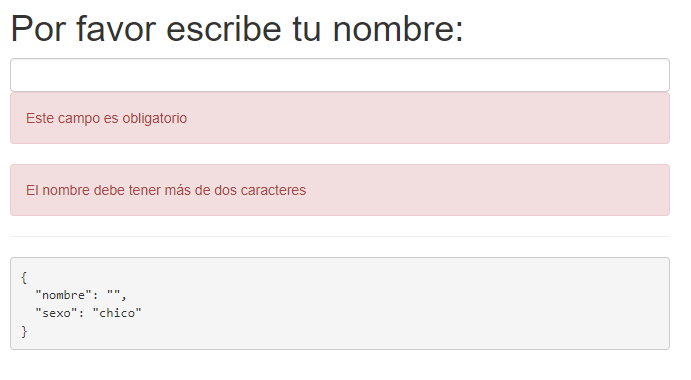 Por favor escribe tu nombre:
Este campo es obligatorio
El nombre debe tener más de dos caracteres
{
  "nombre": "",
  "sexo": "chico"
}